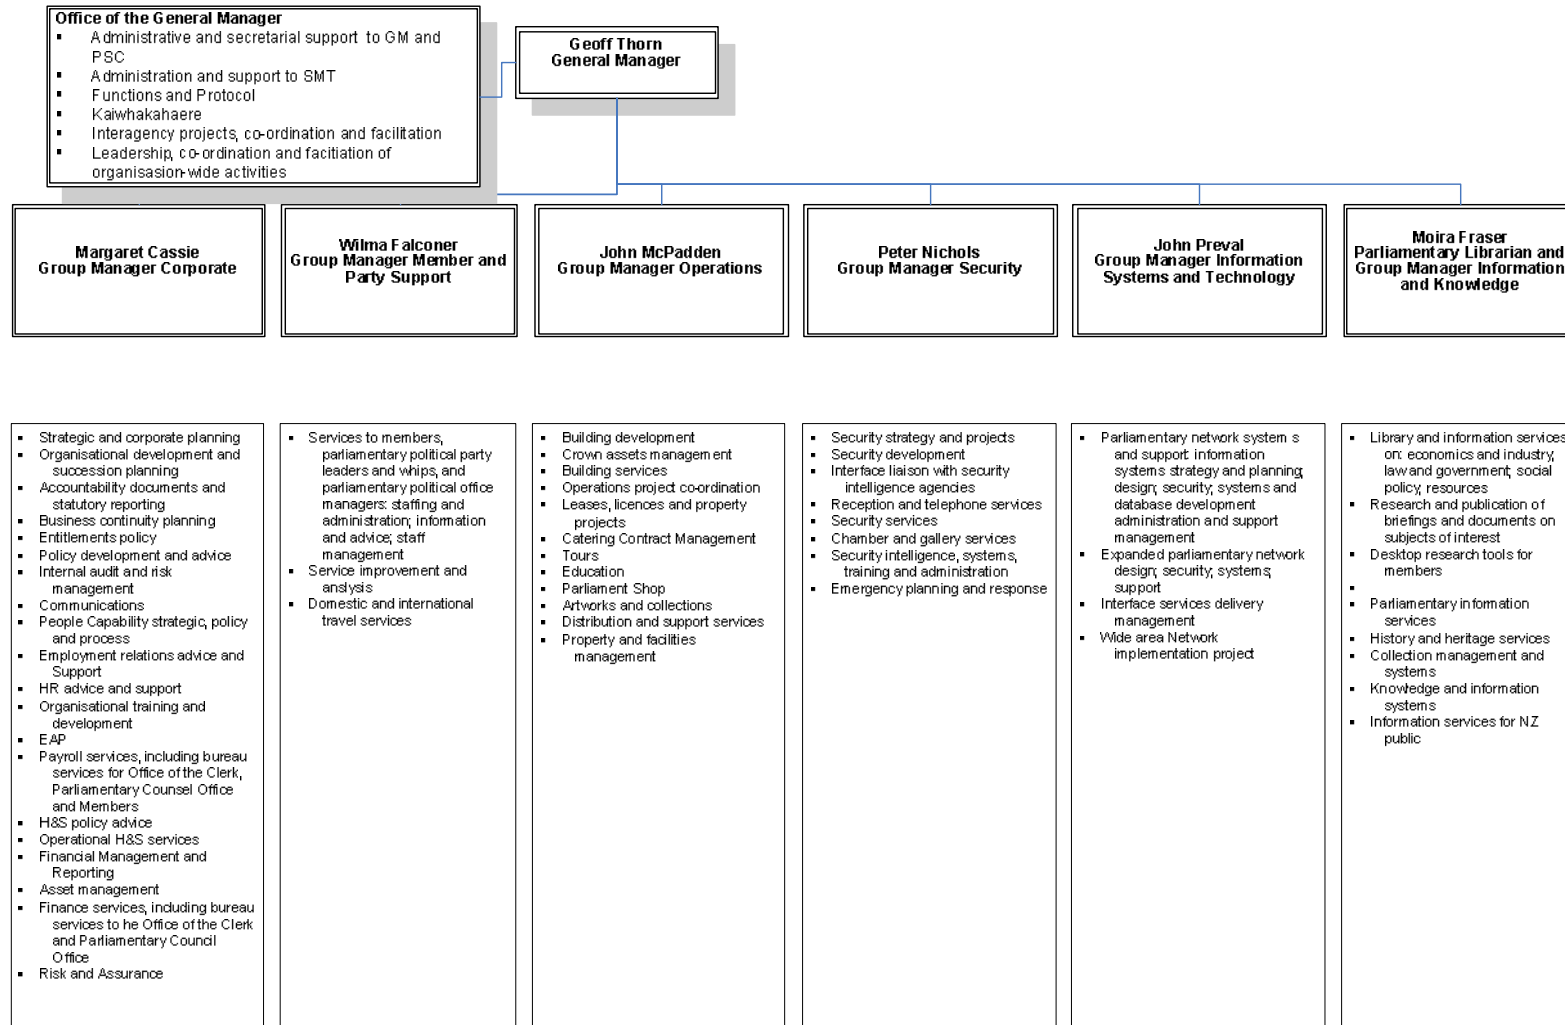 Office of the General Manager
▪ Administrative and secretarial support to GM and
PSC
▪ Administration and support to SMT
▪ Functions and Protocol
▪ Kaiwhakahaere
▪ Interagency projects, co-ordination and facilitation
▪ Leadership, co-ordination and facitiation of
organisasion-wide activities
Geoff Thorn
General Manager
Margaret Cassie
Group Manager Corporate
Wilma Falconer
Group Manager Member and
Party Support
John McPadden
Group Manager Operations
Peter Nichols
Group Manager Security
John Preval
Group Manager Information
Systems and Technology
Moira Fraser
Parliamentary Librarian and
Group Manager Information
and Knowledge
▪ Strategic and corporate planning
▪ Organisational development and
succession planning
▪ Accountability documents and
statutory reporting
▪ Business continuity planning
▪ Entitlements policy
▪ Policy development and advice
▪ Internal audit and risk
management
▪ Communications
▪ People Capability strategic, policy
and process
▪ Employment relations advice and
Support
▪ HR advice and support
▪ Organisational training and
development
▪ EAP
▪ Payroll services, including bureau
services for Office of the Clerk,
Parliamentary Counsel Office
and Members
▪ H&S policy advice
▪ Operational H&S services
▪ Financial Management and
Reporting
▪ Asset management
▪ Finance services, including bureau
services to he Office of the Clerk
and Parliamentary Council
Office
▪ Risk and Assurance
▪ Services to members,
parliamentary political party
leaders and whips, and
parliamentary political office
managers: staffing and
administration; information
and advice; staff
management
▪ Service improvement and
anslysis
▪ Domestic and international
travel services
▪ Building development
▪ Crown assets management
▪ Building services
▪ Operations project co-ordination
▪ Leases, licences and property
projects
▪ Catering Contract Management
▪ Tours
▪ Education
▪ Parliament Shop
▪ Artworks and collections
▪ Distribution and support services
▪ Property and facilities
management
▪ Security strategy and projects
▪ Security development
▪ Interface liaison with security
intelligence agencies
▪ Reception and telephone services
▪ Security services
▪ Chamber and gallery services
▪ Security intelligence, systems,
training and administration
▪ Emergency planning and response
▪ Parliamentary network system s
and support: information
systems strategy and planning;
design; security; systems and
database development
administration and support
management
▪ Expanded parliamentary network
design; security; systems;
support
▪ Interface services delivery
management
▪ Wide area Network
implementation project
▪ Library and information services
on: economics and industry;
law and government; social
policy; resources
▪ Research and publication of
briefings and documents on
subjects of interest
▪ Desktop research tools for
members
▪
▪ Parliamentary information
services
▪ History and heritage services
▪ Collection management and
systems
▪ Knowledge and information
systems
▪ Information services for NZ
public